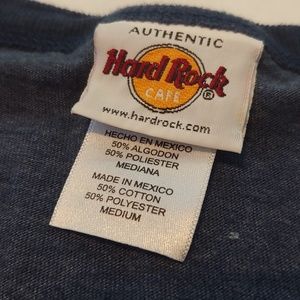 AUTHENTIC
Hard Rock
CAFE
®
www.hardrock.com
HECHO EN MEXICO
50% ALGODON
50% POLIESTER
MEDIANA
MADE IN MEXICO
50% COTTON
50% POLYESTER
MEDIUM